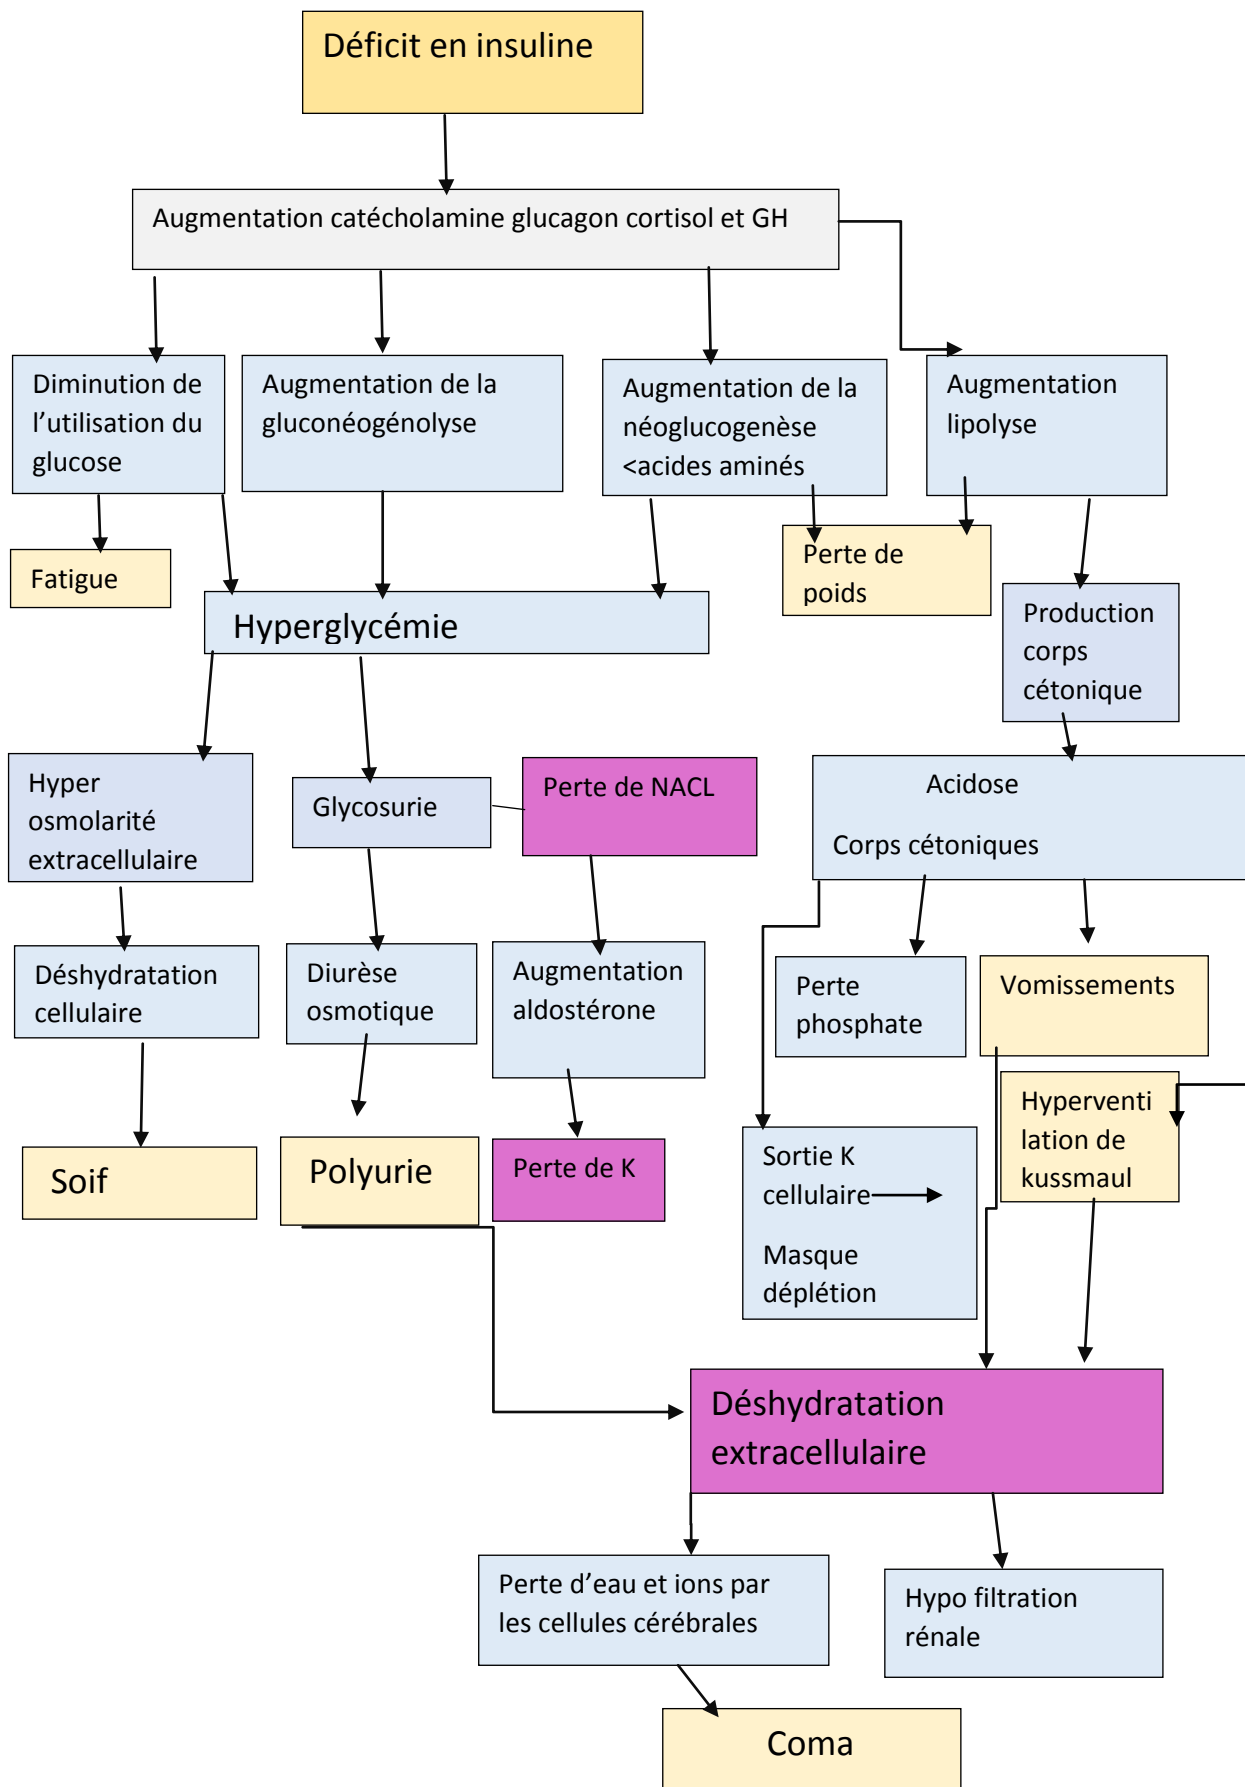 Déficit en insuline
Augmentation catécholamine glucagon cortisol et GH
Diminution de
l'utilisation du
glucose
Augmentation de la
gluconéogénolyse
Augmentation de la
néoglucogenèse
<acides aminés
Augmentation
lipolyse
Fatigue
Perte de
poids
Hyperglycémie
Production
corps
cétonique
Hyper
osmolarité
extracellulaire
Glycosurie
Perte de NACL
Acidose
Corps cétoniques
Déshydratation
cellulaire
Diurèse
osmotique
Augmentation
aldostérone
Perte
phosphate
Vomissements
Hyperventi
lation de
kussmaul
Soif
Polyurie
Perte de K
Sortie K
cellulaire
Masque
déplétion
Déshydratation
extracellulaire
Perte d'eau et ions par
les cellules cérébrales
Hypo filtration
rénale
Coma